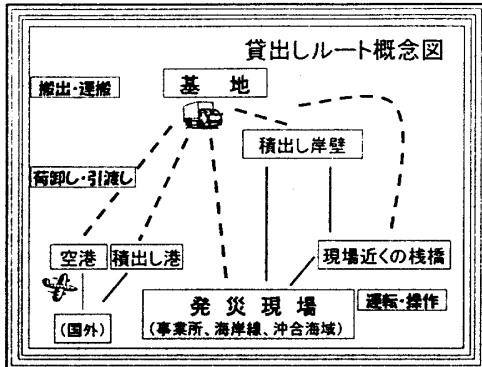 貸出しルート概念図
搬出・運搬
基 地
積出し岸壁
荷卸し・引渡し
空港
積出し港
現場近くの桟橋
発 災 現 場
(事業所、海岸線、沖合海域)
運転・操作
(国外)